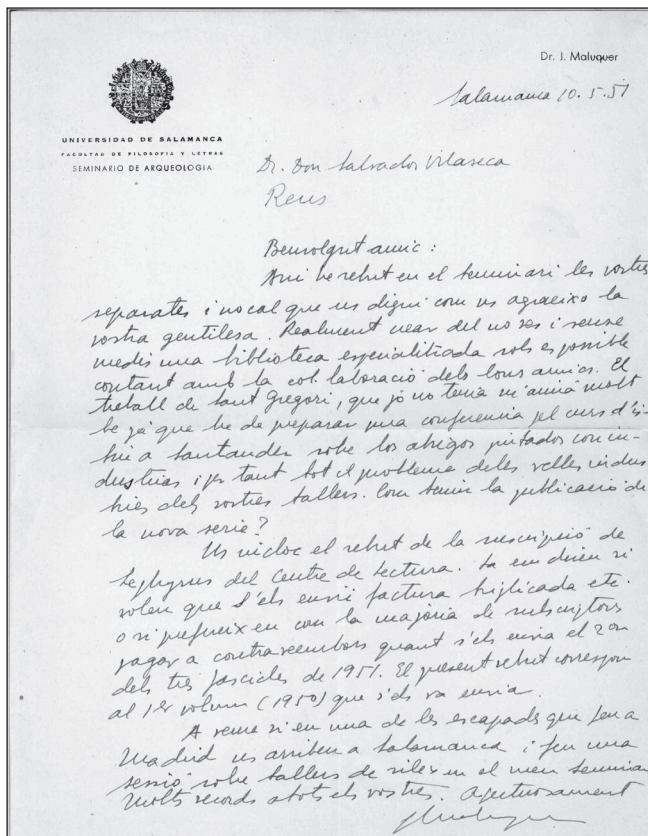 Dr. J. Maluquer
Salamanca 10.5.51
UNIVERSIDAD DE SALAMANCA
FACULTAD DE FILOSOFIA Y LETRAS
SEMINARIO DE ARQUEOLOGIA
Dr. Don Salvador Vilaseca
Reus
Benvolgut amic:
Avui he rebut en el Seminari les vostres
separates i no cal que us digui com us agraeixo la
vostra gentilesa. Realment crear del no res i sense
medis una biblioteca especialitzada sols es possible
contant amb la col.laboració dels bons amics. El
treball de Sant Gregori, que jo no tenia m'anirà molt
be ja que he de preparar una conferencia pel curs d'es-
tiu a Santander sobre los abrigos pintados con in-
dustrias i per tant tot el problema de les velles indus
tries dels vostres tallers. Com tenim la publicació de
la nova serie?
Us incloc el rebut de la suscripció de
Zephyrus del Centre de Lectura. Ja em diran si
volen que s'els envii factura triplicada etc.
o si prefereixen com la majoria de subscriptors
pagar a contrareembors quant s'els envia el 2on
dels tres fascicles de 1951. El present rebut correspon
al 1er volum (1950) que s'els va envia.
A veure si en una de les escapades que feu a
Madrid us arribeu a Salamanca i feu una
sessió sobre tallers de silex en el meu Seminari
Molts records a tots els vostres. Afectuosament